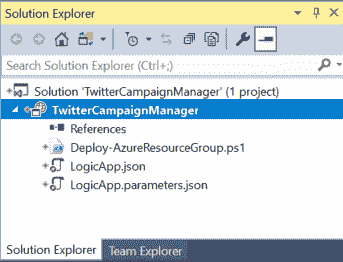 Solution Explorer
Search Solution Explorer (Ctrl+;)
Solution 'TwitterCampaignManager' (1 project)
TwitterCampaignManager
References
Deploy-AzureResourceGroup.ps1
LogicApp.json
LogicApp.parameters.json
Solution Explorer Team Explorer